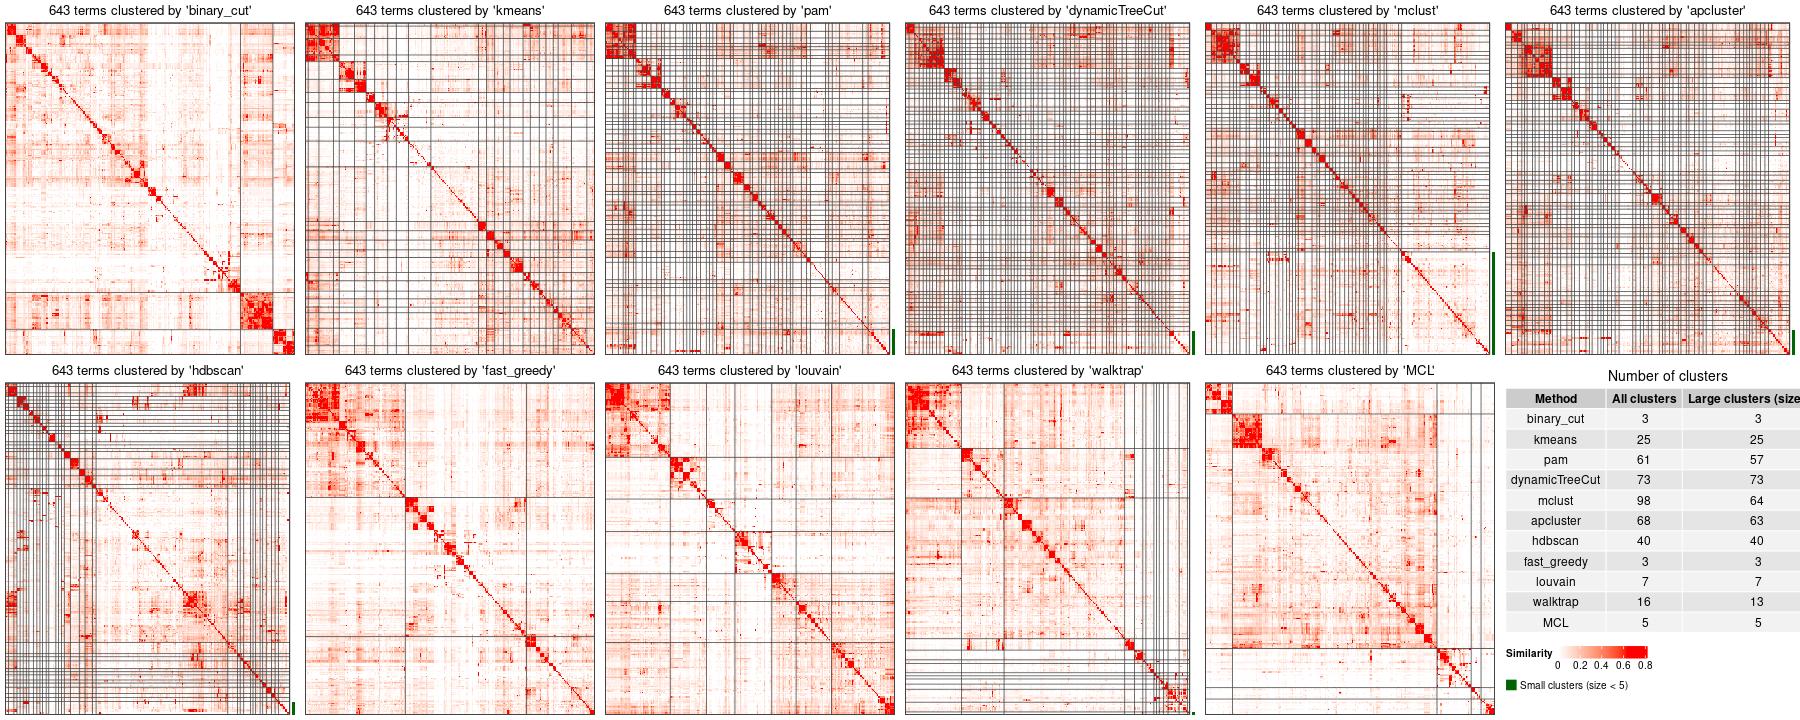 643 terms clustered by 'binary_cut'
643 terms clustered by 'kmeans'
643 terms clustered by 'pam'
643 terms clustered by 'dynamicTreeCut'
643 terms clustered by 'mclust'
643 terms clustered by 'apcluster'
643 terms clustered by 'hdbscan'
643 terms clustered by 'fast_greedy'
643 terms clustered by 'louvain'
643 terms clustered by 'walktrap'
643 terms clustered by 'MCL'
Number of clusters
Method All clusters Large clusters (size
binary_cut 3 3
kmeans 25 25
pam 61 57
dynamicTreeCut 73 73
mclust 98 64
apcluster 68 63
hdbscan 40 40
fast_greedy 3 3
louvain 7 7
walktrap 16 13
MCL 5 5
Similarity
0 0.2 0.4 0.6 0.8
Small clusters (size < 5)